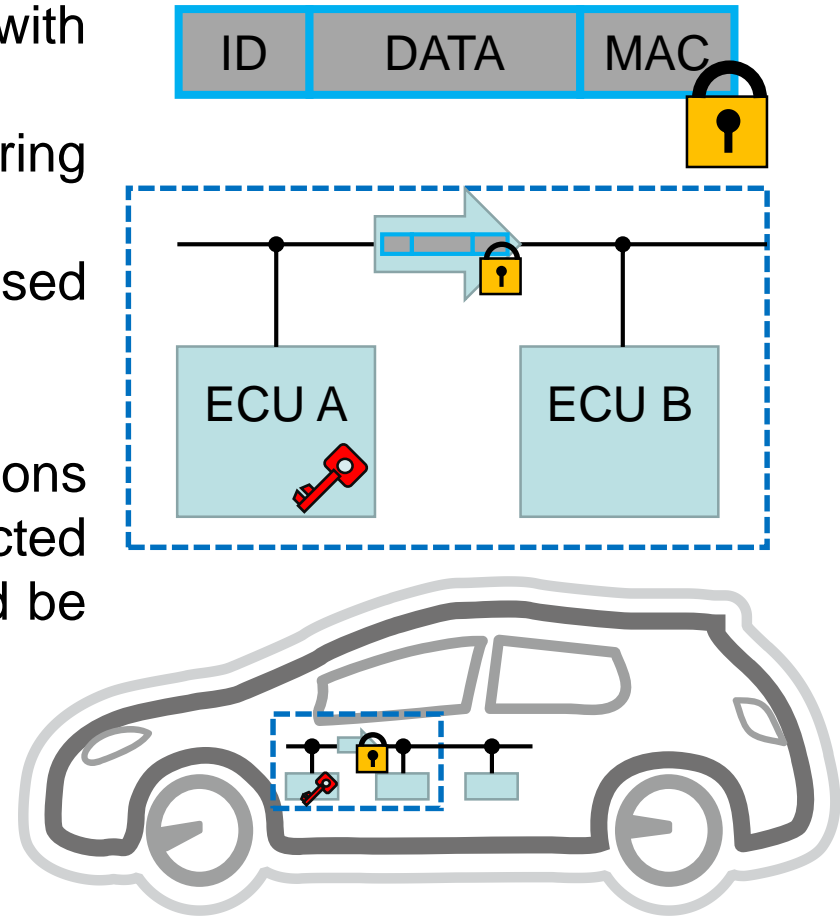 with
ID DATA MAC
ring
sed
ECU A ECU B
ons
cted
d be